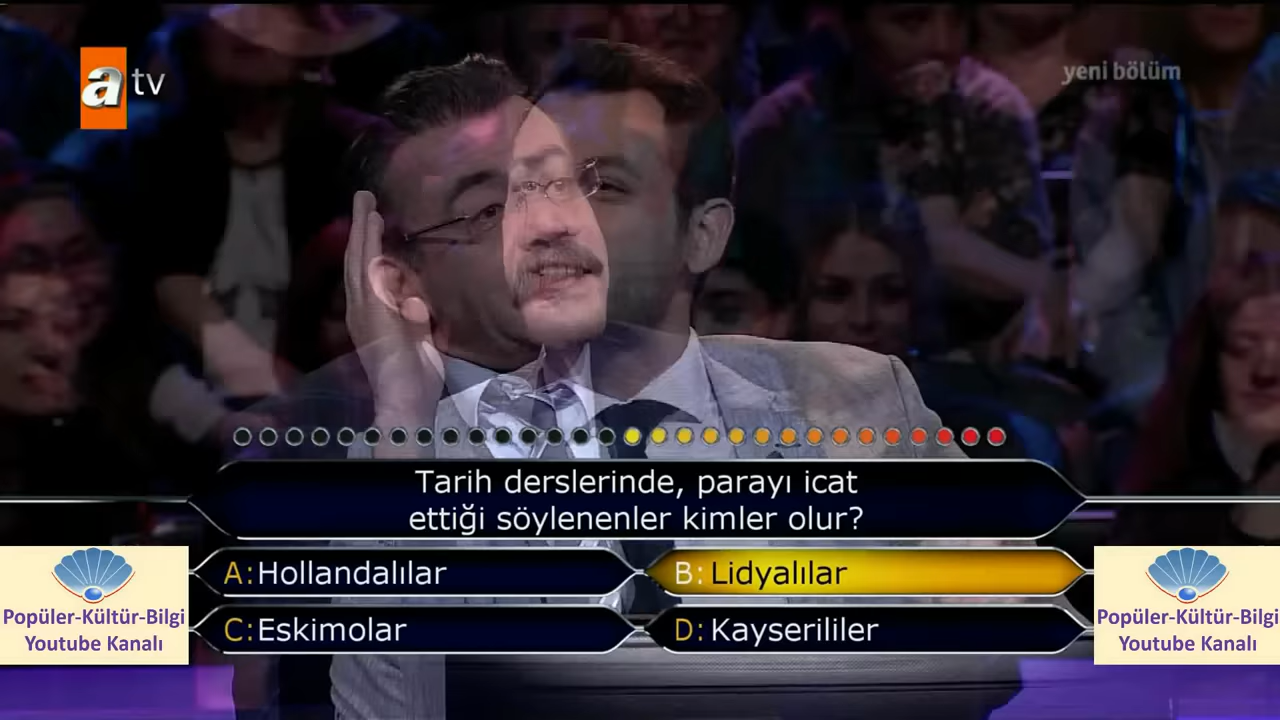 a tv
yeni bölüm
Tarih derslerinde, parayı icat
ettiği söylenenler kimler olur?
A: Hollandalılar
B: Lidyalılar
C: Eskimolar
D: Kayserililer
Popüler-Kültür-Bilgi
Youtube Kanalı
Popüler-Kültür-Bilgi
Youtube Kanalı